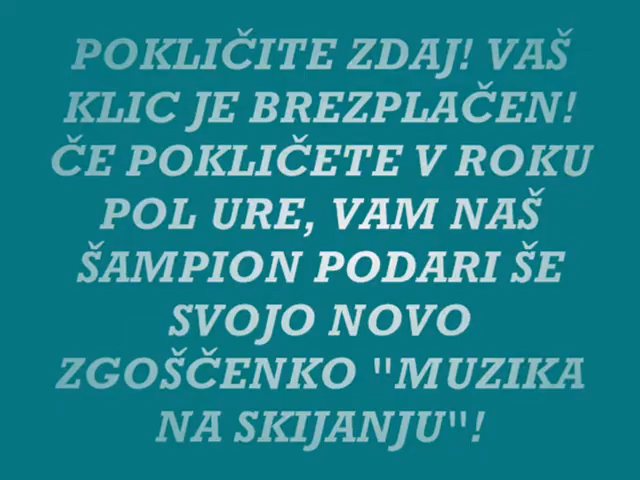 POKLIČITE ZDAJ! VAŠ
KLIC JE BREZPLAČEN!
ČE POKLIČETE V ROKU
POL URE, VAM NAŠ
ŠAMPION PODARI ŠE
SVOJO NOVO
ZGOŠČENKO "MUZIKA
NA SKIJANJU"!